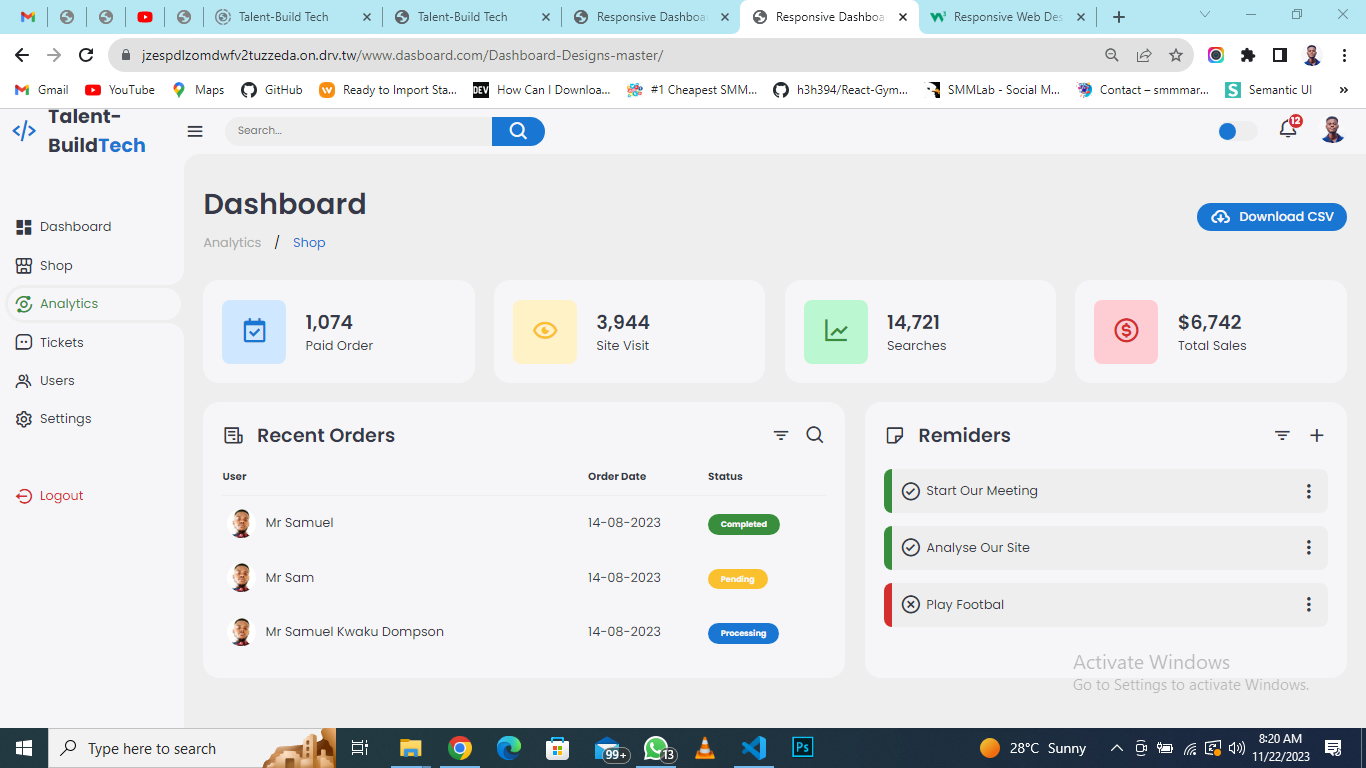 Talent-Build Tech
Talent-Build Tech
Responsive Dashboa
Responsive Dashboa
Responsive Web Des
jzespdlzomdwfv2tuzzeda.on.drv.tw/www.dasboard.com/Dashboard-Designs-master/
Gmail
YouTube
Maps
GitHub
Ready to Import Sta...
DEV
How Can I Downloa...
#1 Cheapest SMM...
h3h394/React-Gym...
SMMLab - Social M...
Contact – smmmar...
Semantic UI
»
</> Talent-
BuildTech
Search...
12
Dashboard
Shop
Analytics
Tickets
Users
Settings
Logout
Dashboard
Analytics / Shop
Download CSV
1,074
Paid Order
3,944
Site Visit
14,721
Searches
$6,742
Total Sales
Recent Orders
User Order Date Status
Mr Samuel 14-08-2023 Completed
Mr Sam 14-08-2023 Pending
Mr Samuel Kwaku Dompson 14-08-2023 Processing
Remiders
Start Our Meeting
Analyse Our Site
Play Footbal
Activate Windows
Go to Settings to activate Windows.
Type here to search
99+
13
Ps
28°C Sunny
8:20 AM
11/22/2023